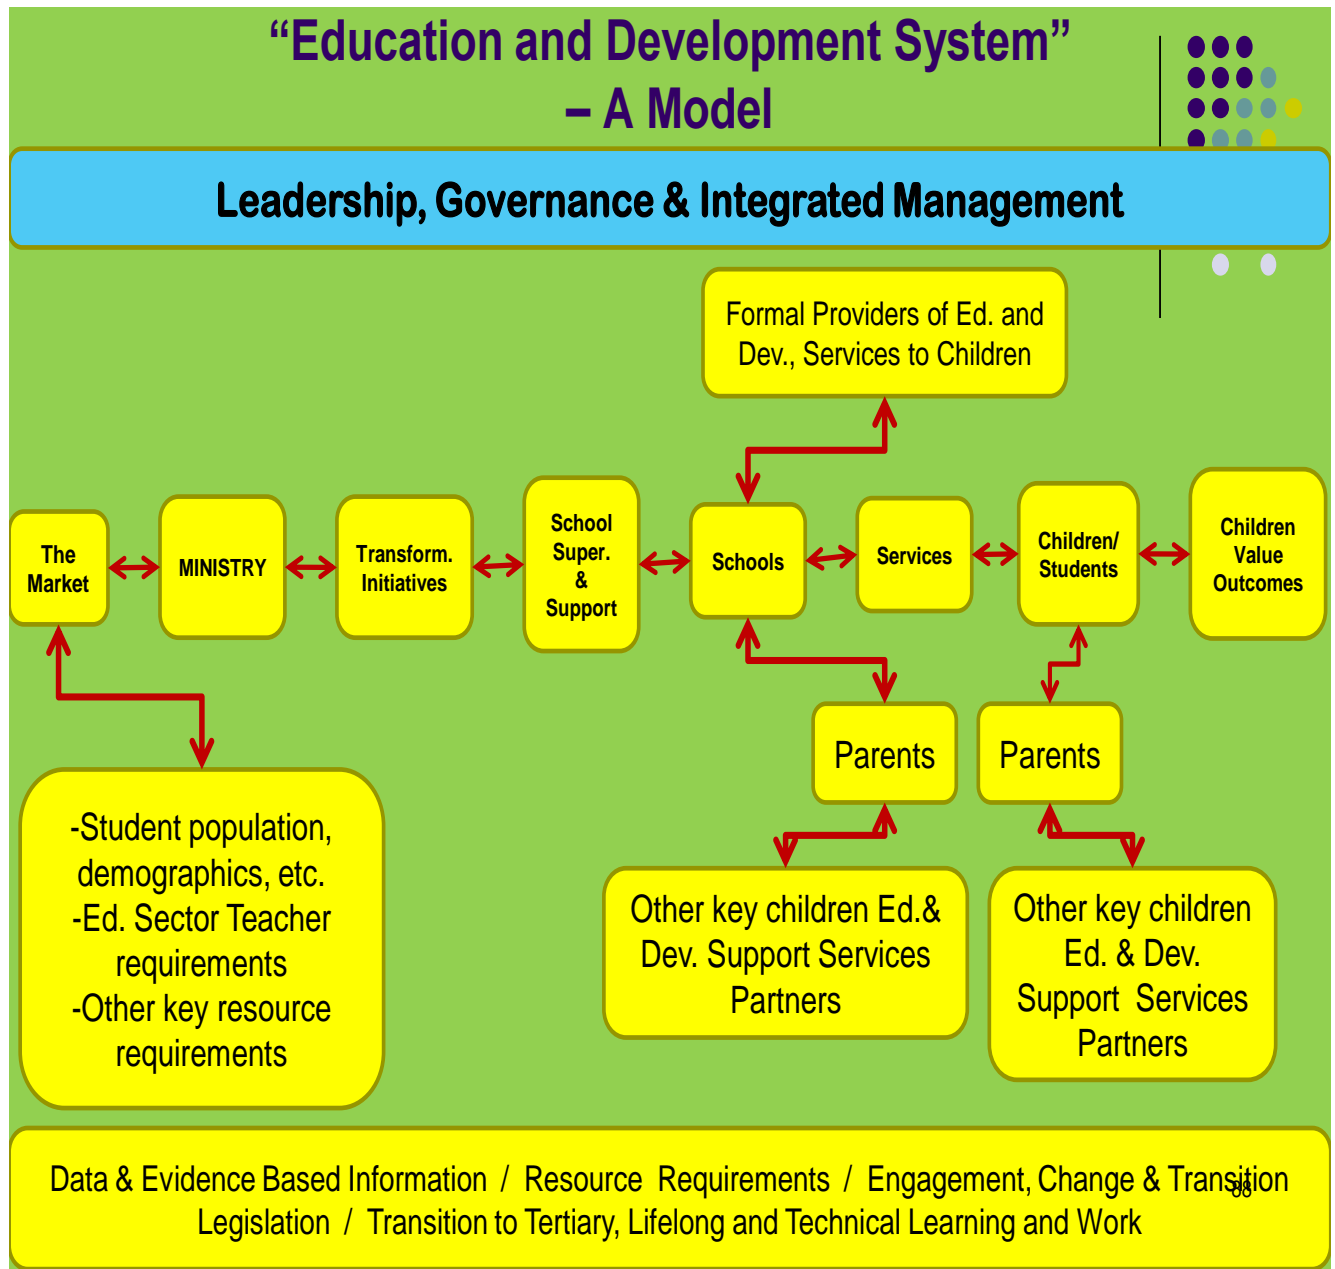 “Education and Development System”
– A Model
Leadership, Governance & Integrated Management
Formal Providers of Ed. and
Dev., Services to Children
The
Market
MINISTRY
Transform.
Initiatives
School
Super.
&
Support
Schools
Services
Children/
Students
Children
Value
Outcomes
Parents
Parents
-Student population,
demographics, etc.
-Ed. Sector Teacher
requirements
-Other key resource
requirements
Other key children Ed.&
Dev. Support Services
Partners
Other key children
Ed. & Dev.
Support Services
Partners
Data & Evidence Based Information / Resource Requirements / Engagement, Change & Transition
Legislation / Transition to Tertiary, Lifelong and Technical Learning and Work
88